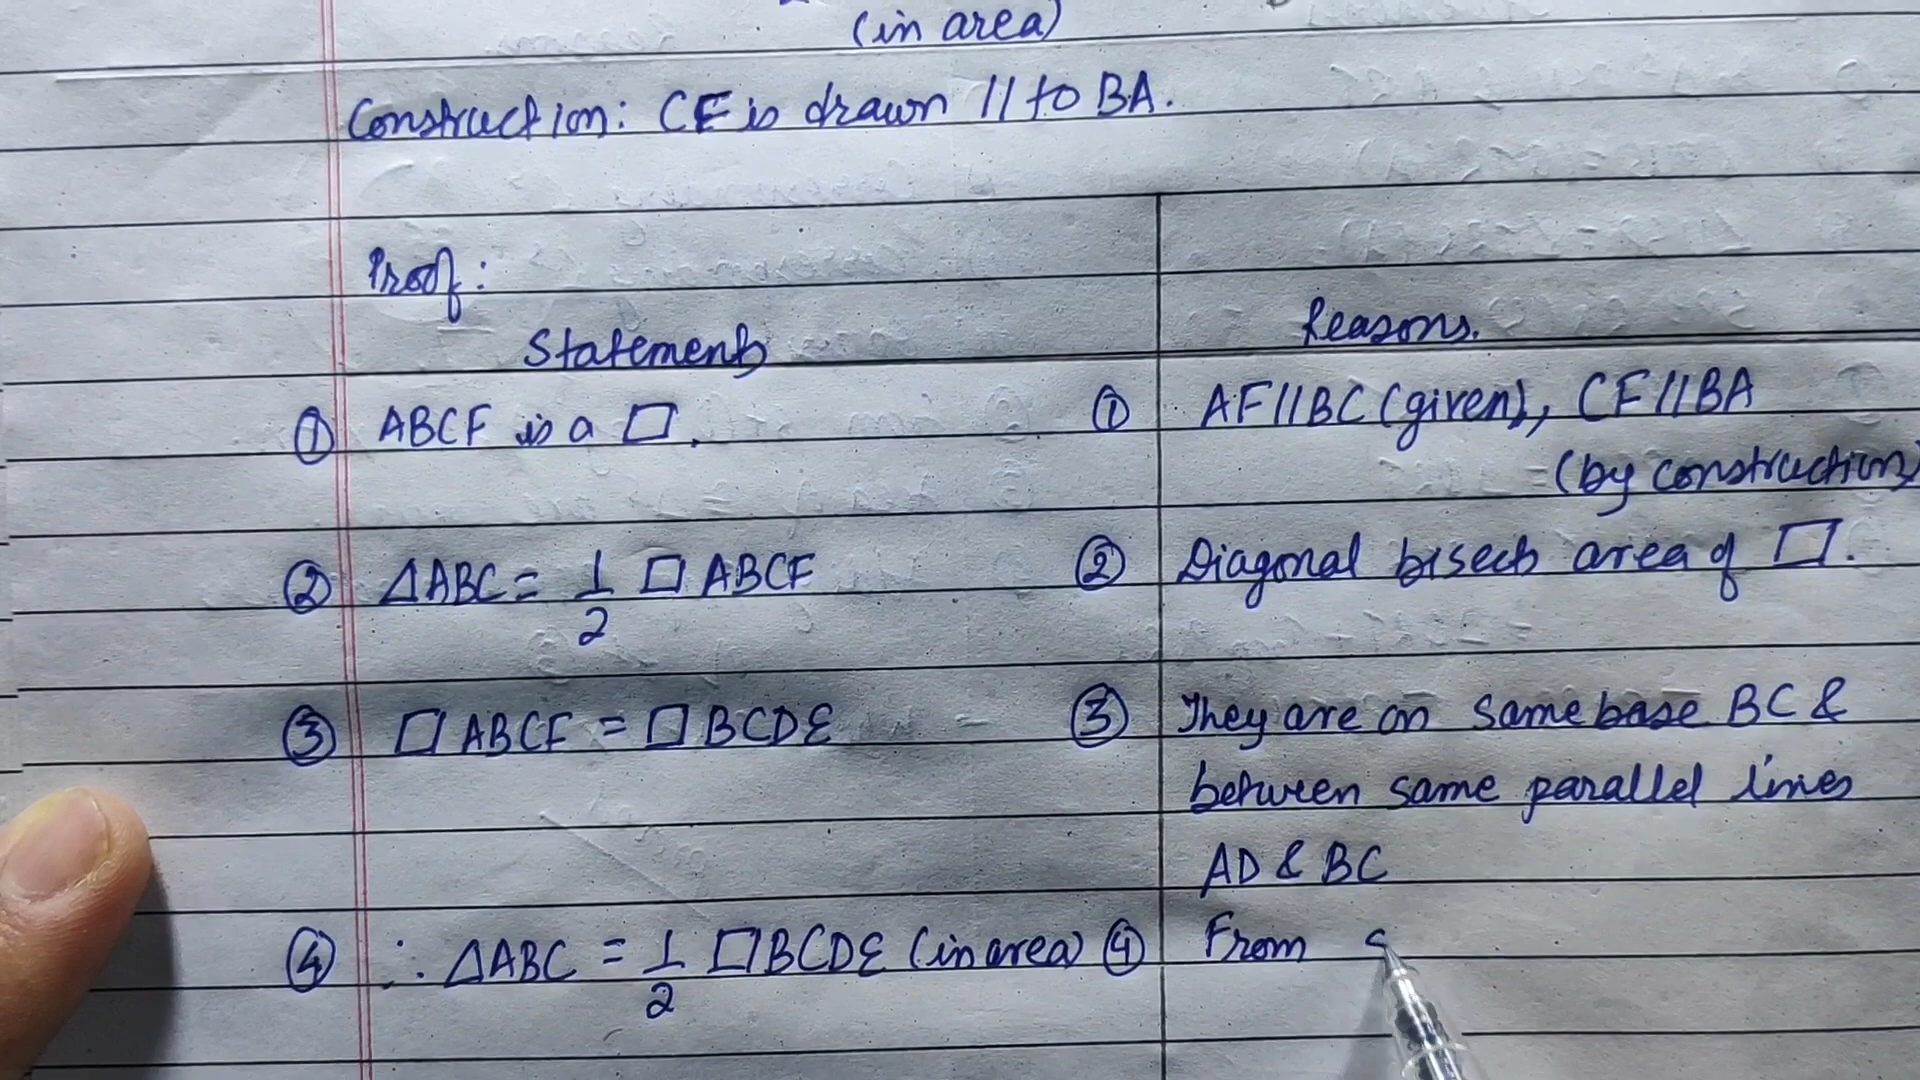 (in area)
Construction: CF is drawn // to BA.
Proof:
Statements
Reasons.
① ABCF is a ▱.
① AF//BC (given), CF//BA
(by construction)
② △ABC = 1/2 ▱ ABCF
② Diagonal bisects area of ▱.
③ ▱ ABCF = ▱ BCDE
③ They are on same base BC &
between same parallel lines
AD & BC
④ ∴ △ABC = 1/2 ▱BCDE (in area)
④ From